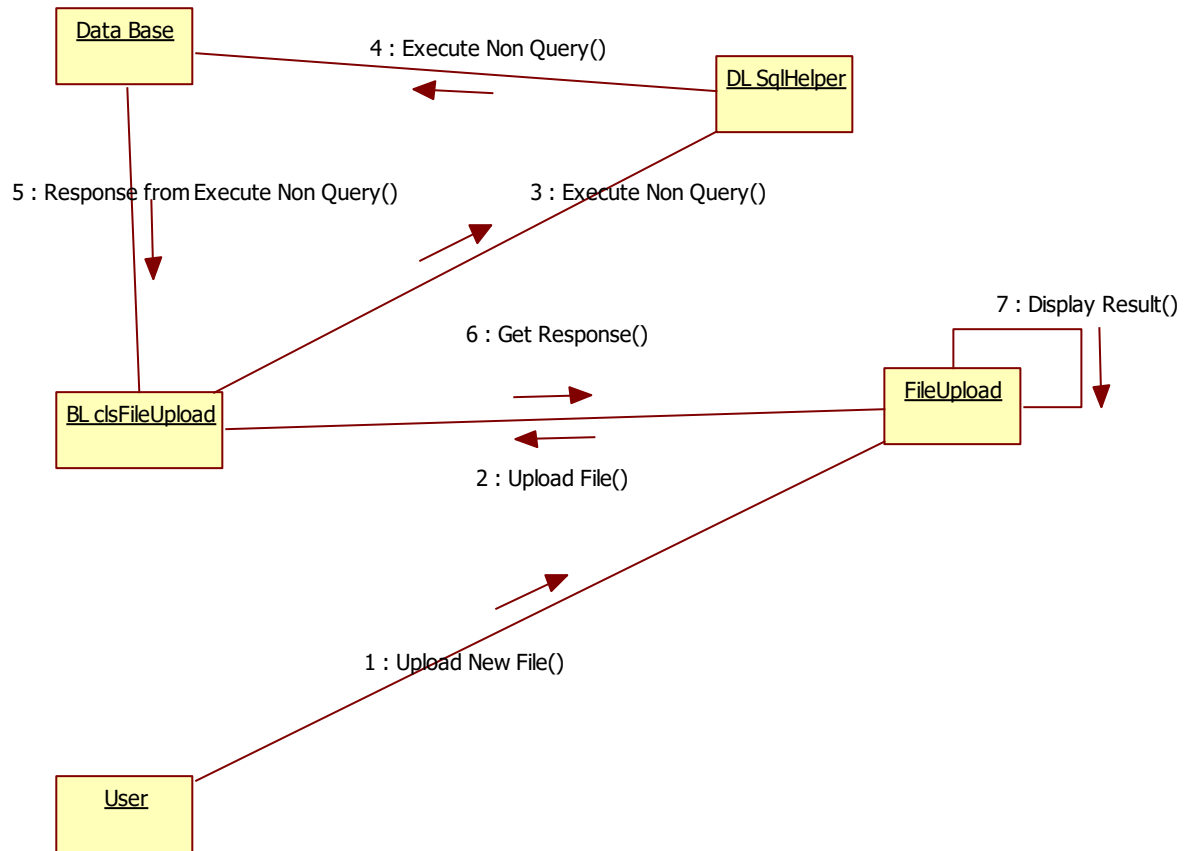 Data Base
4 : Execute Non Query()
DL SqlHelper
5 : Response from Execute Non Query()
3 : Execute Non Query()
7 : Display Result()
6 : Get Response()
BL clsFileUpload
FileUpload
2 : Upload File()
1 : Upload New File()
User